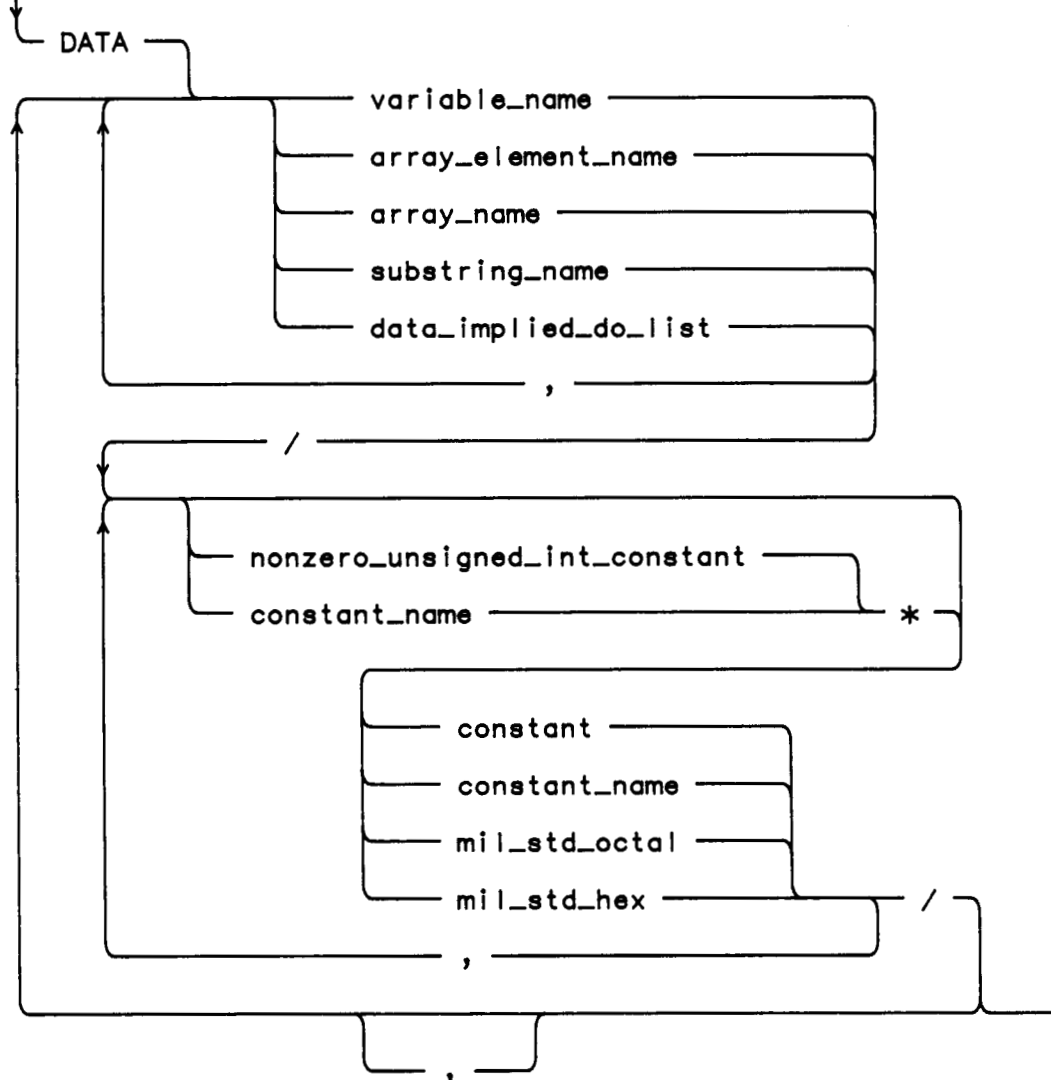 DATA
variable_name
array_element_name
array_name
substring_name
data_implied_do_list
,
/
nonzero_unsigned_int_constant
constant_name *
constant
constant_name
mil_std_octal
mil_std_hex /
,
,